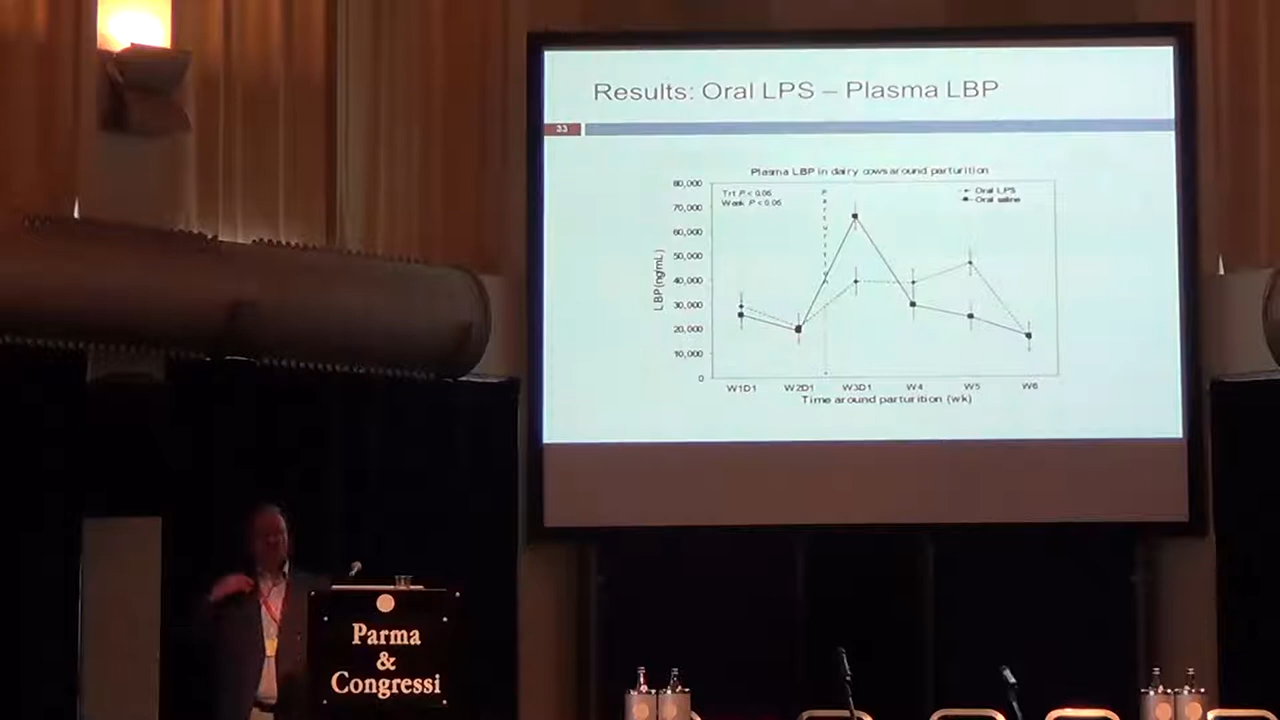 Results: Oral LPS – Plasma LBP
33
Plasma LBP in dairy cows around parturition
80,000
70,000
60,000
50,000
40,000
30,000
20,000
10,000
0
LBP (ng/mL)
Trt P < 0.05
Week P < 0.05
Parturition
Oral LPS
Oral saline
W1D1 W2D1 W3D1 W4 W5 W6
Time around parturition (wk)
Parma
&
Congressi